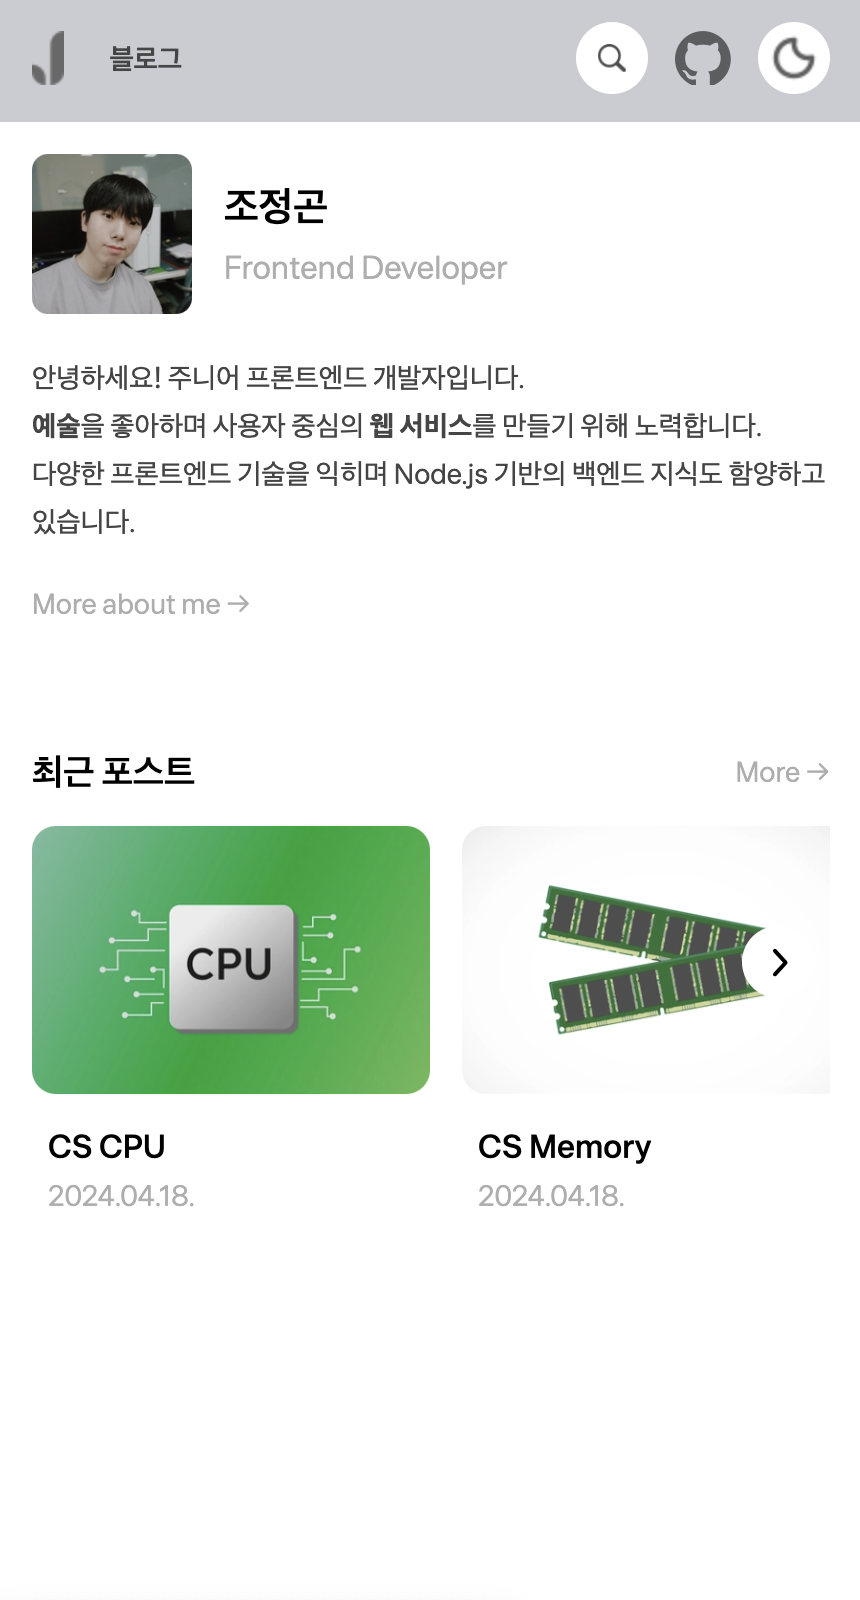 블로그
조정곤
Frontend Developer
안녕하세요! 주니어 프론트엔드 개발자입니다.
예술을 좋아하며 사용자 중심의 웹 서비스를 만들기 위해 노력합니다.
다양한 프론트엔드 기술을 익히며 Node.js 기반의 백엔드 지식도 함양하고
있습니다.
More about me →
최근 포스트
More →
CPU
CS CPU
2024.04.18.
CS Memory
2024.04.18.